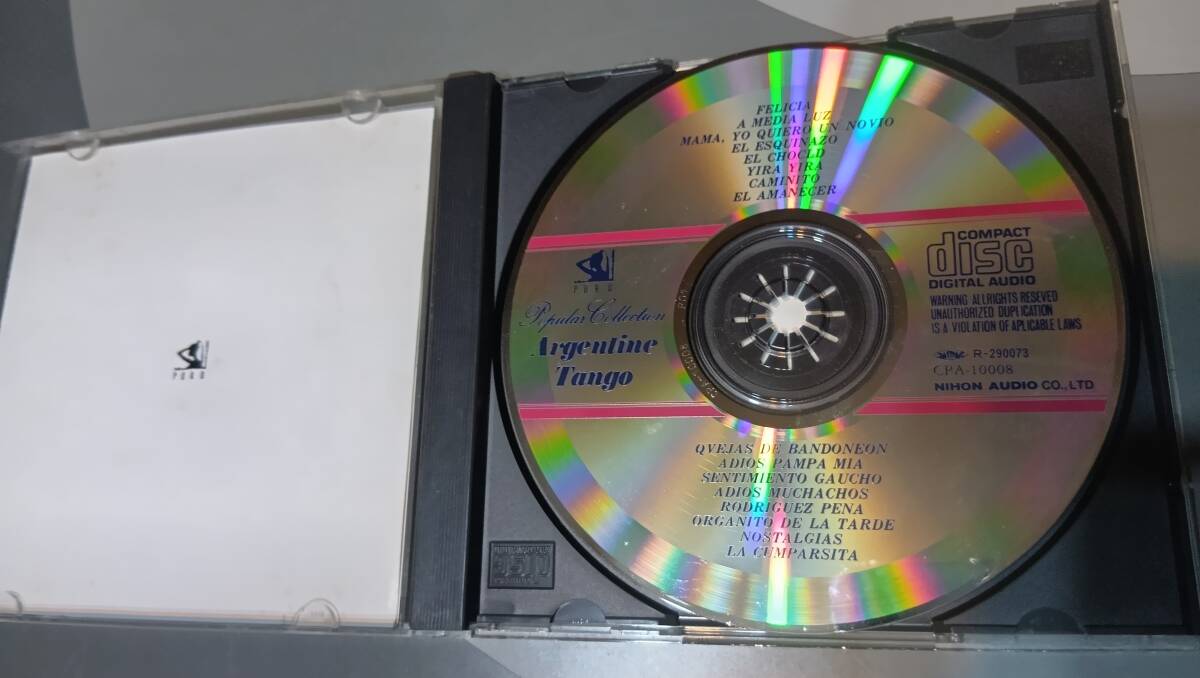 FELICIA
A MEDIA LUZ
MAMA, YO QUIERO UN NOVIO
EL ESQUINAZO
EL CHOCLD
YIRA YIRA
CAMINITO
EL AMANECER
PURO
Popular Collection
Argentine
Tango
COMPACT
disc
DIGITAL AUDIO
WARNING ALLRIGHTS RESEVED
UNAUTHORIZED DUPLICATION
IS A VIOLATION OF APLICABLE LAWS
R-290073
CPA-10008
NIHON AUDIO CO., LTD
QVEJAS DE BANDONEON
ADIOS PAMPA MIA
SENTIMIENTO GAUCHO
ADIOS MUCHACHOS
RODRIGUEZ PENA
ORGANITO DE LA TARDE
NOSTALGIAS
LA CUMPARSITA